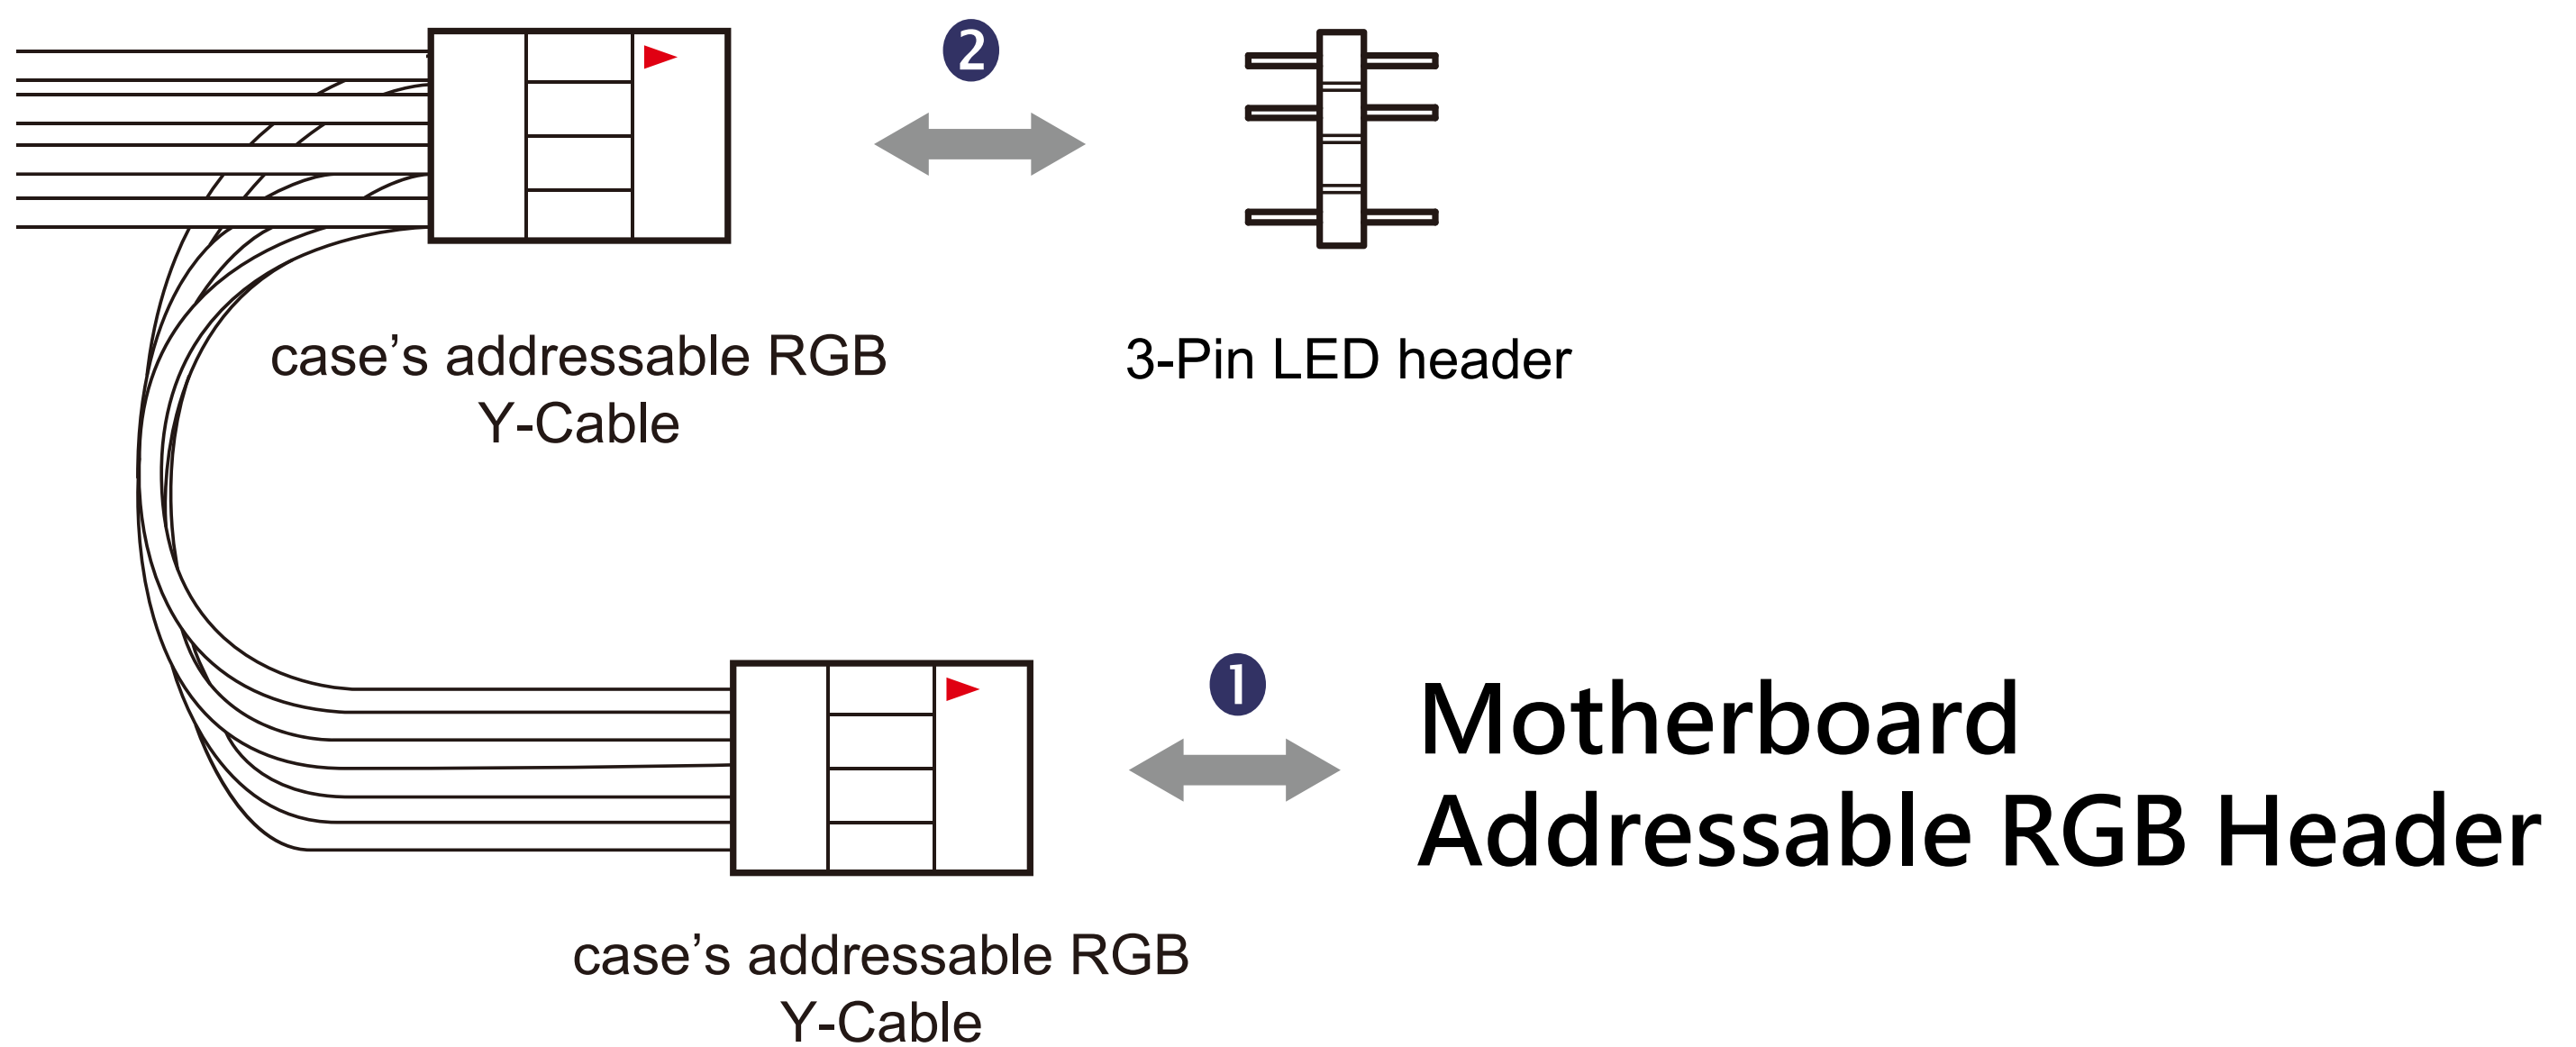 2
case’s addressable RGB
Y-Cable
3-Pin LED header
1
Motherboard
Addressable RGB Header
case’s addressable RGB
Y-Cable